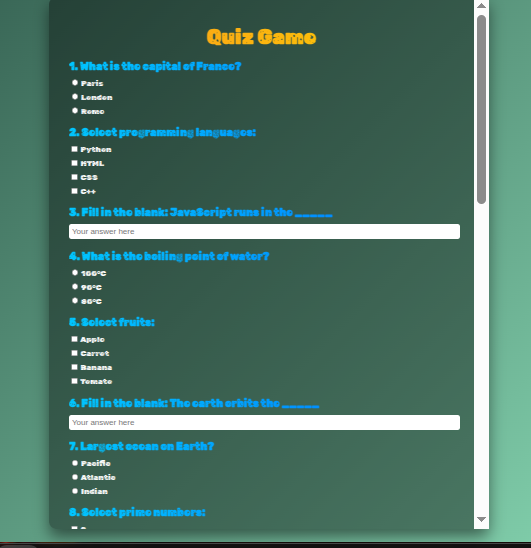 Quiz Game
1. What is the capital of France?
Paris
London
Rome
2. Select programming languages:
Python
HTML
CSS
C++
3. Fill in the blank: JavaScript runs in the ______
Your answer here
4. What is the boiling point of water?
100°C
90°C
80°C
5. Select fruits:
Apple
Carrot
Banana
Tomato
6. Fill in the blank: The earth orbits the ______
Your answer here
7. Largest ocean on Earth?
Pacific
Atlantic
Indian
8. Select prime numbers: